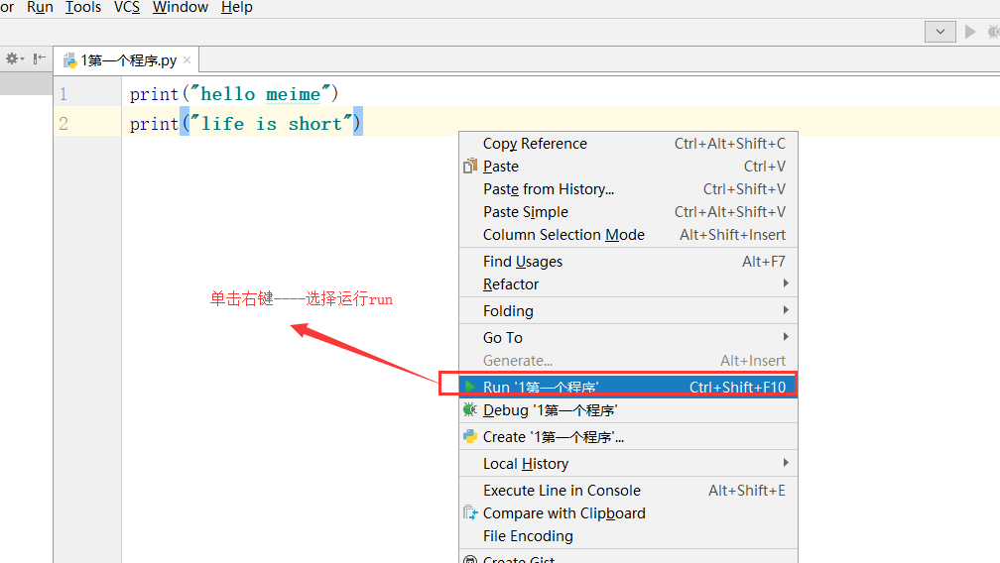 or Run Tools VCS Window Help
1第一个程序.py
1 print("hello meime")
2 print("life is short")
Copy Reference Ctrl+Alt+Shift+C
Paste Ctrl+V
Paste from History... Ctrl+Shift+V
Paste Simple Ctrl+Alt+Shift+V
Column Selection Mode Alt+Shift+Insert
Find Usages Alt+F7
Refactor
单击右键----选择运行run
Folding
Go To
Generate... Alt+Insert
Run '1第一个程序' Ctrl+Shift+F10
Debug '1第一个程序'
Create '1第一个程序'...
Local History
Execute Line in Console Alt+Shift+E
Compare with Clipboard
File Encoding
Create Gist...